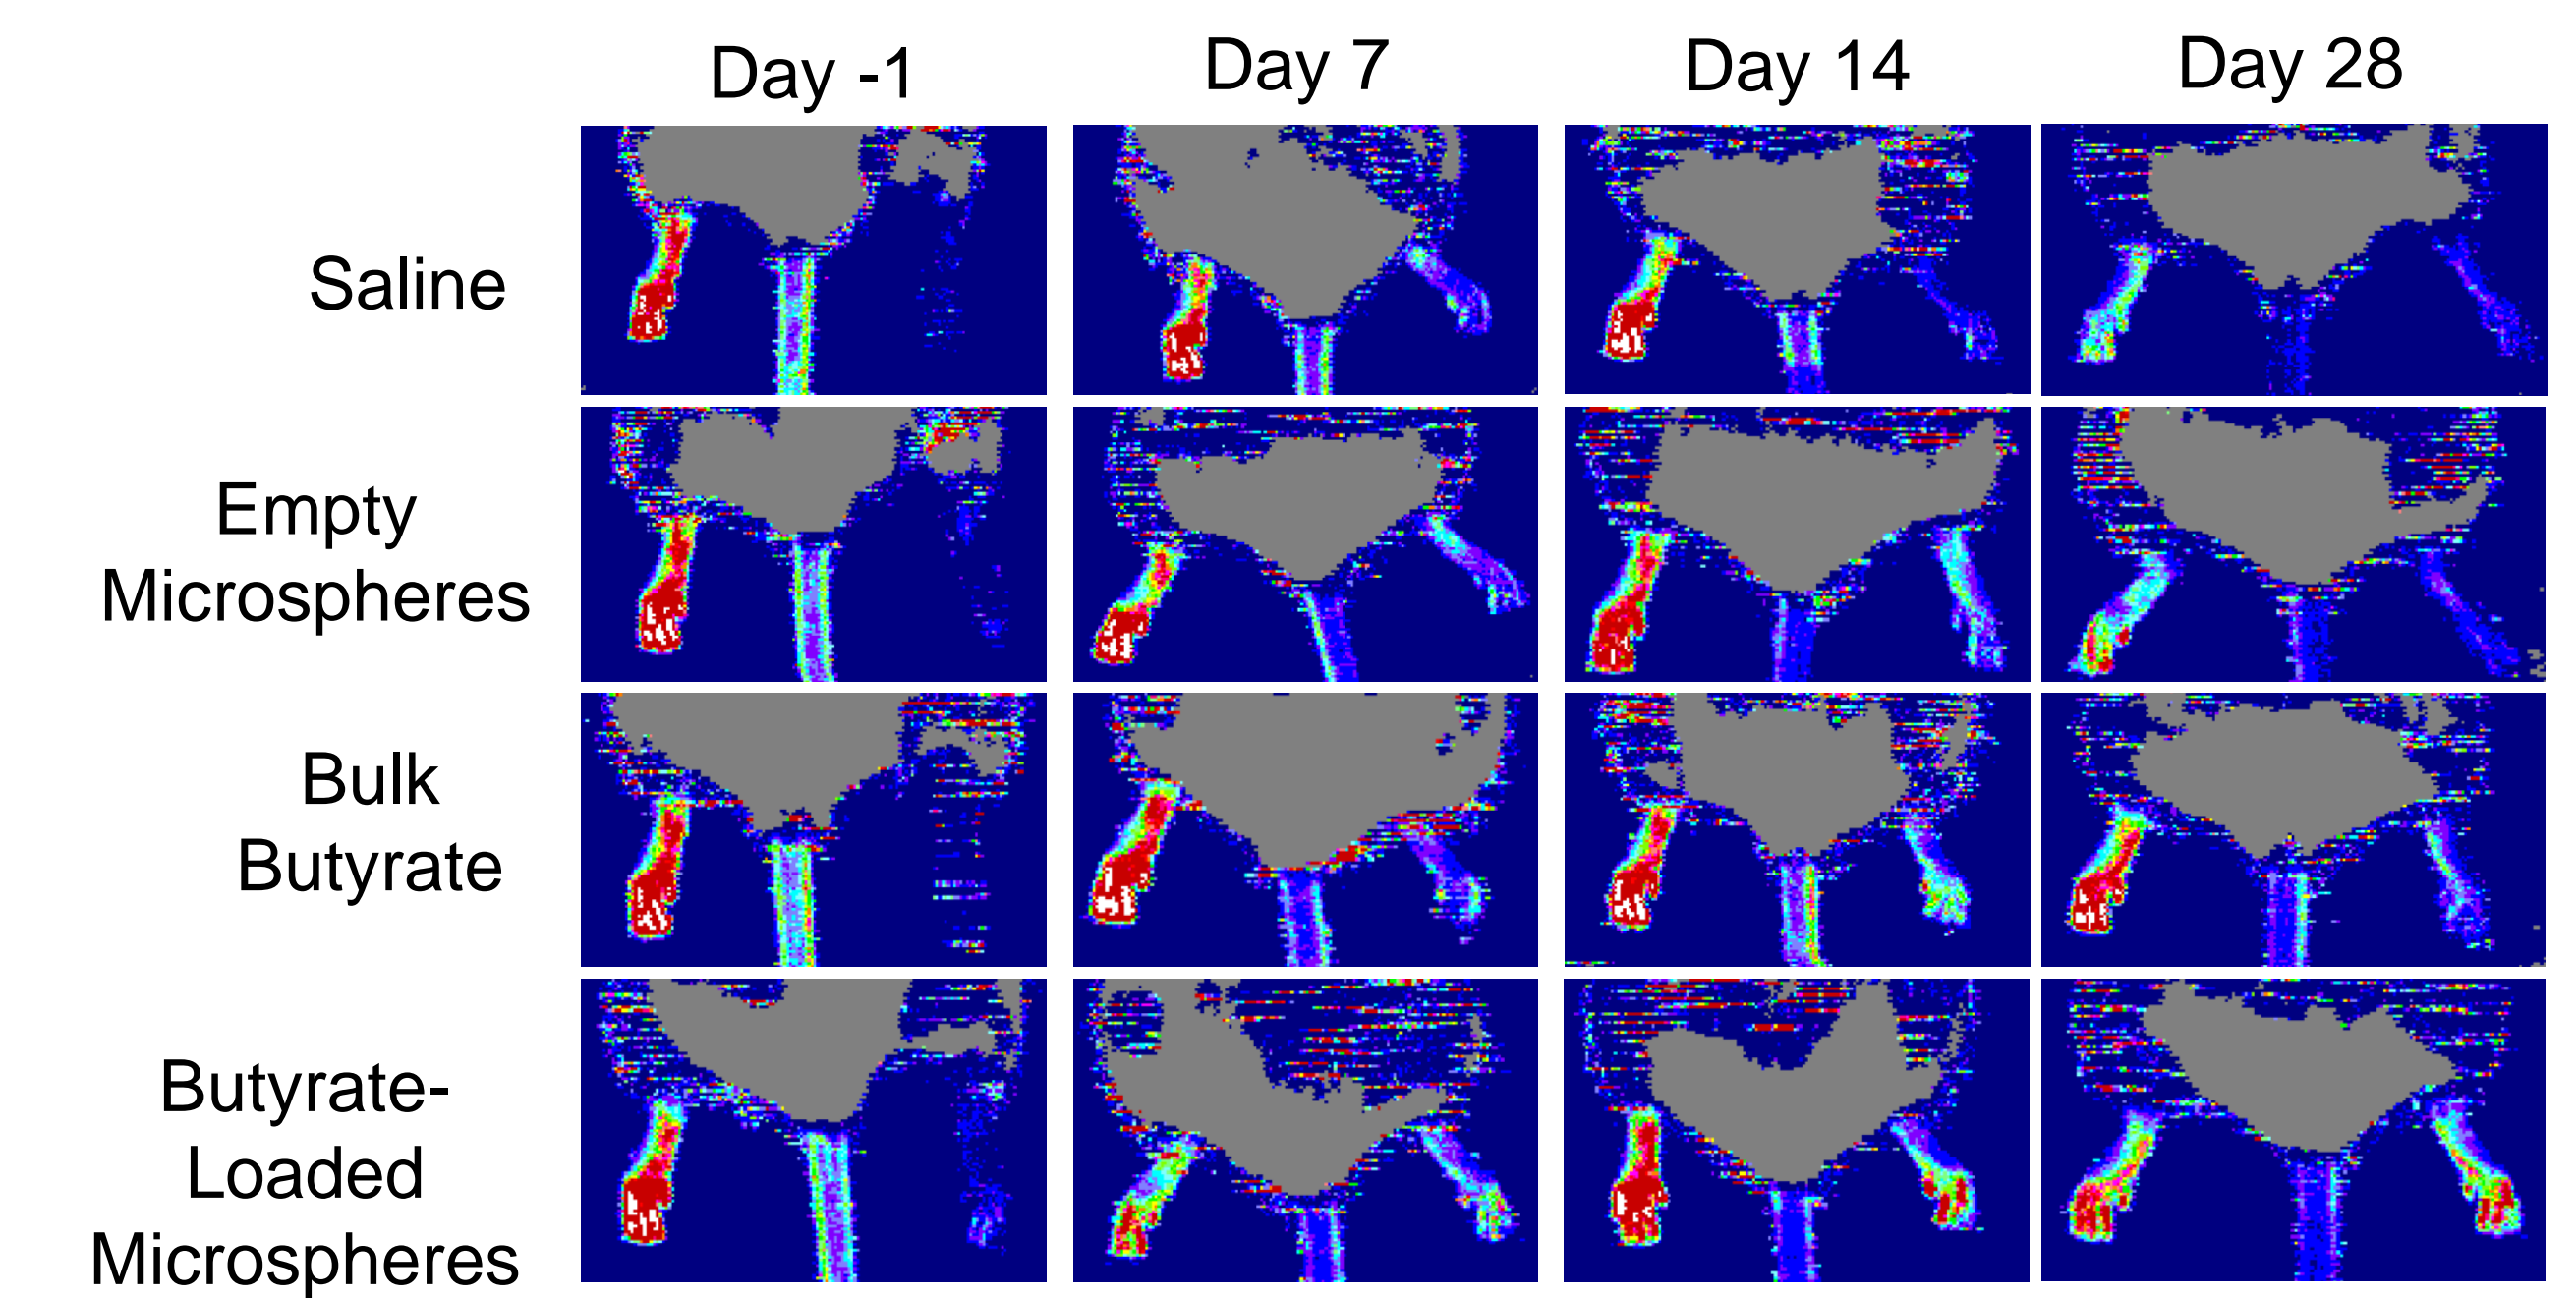 Day -1
Day 7
Day 14
Day 28
Saline
Empty
Microspheres
Bulk
Butyrate
Butyrate-
Loaded
Microspheres